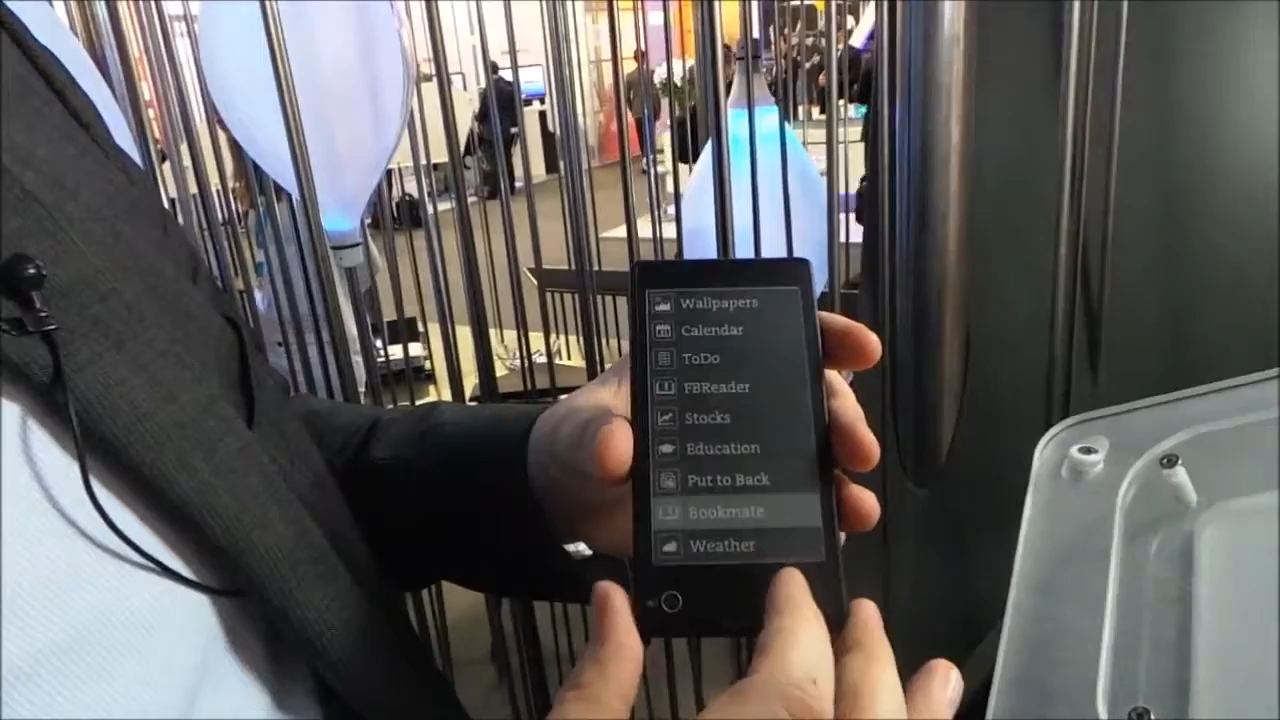 Wallpapers
Calendar
ToDo
FBReader
Stocks
Education
Put to Back
Bookmate
Weather